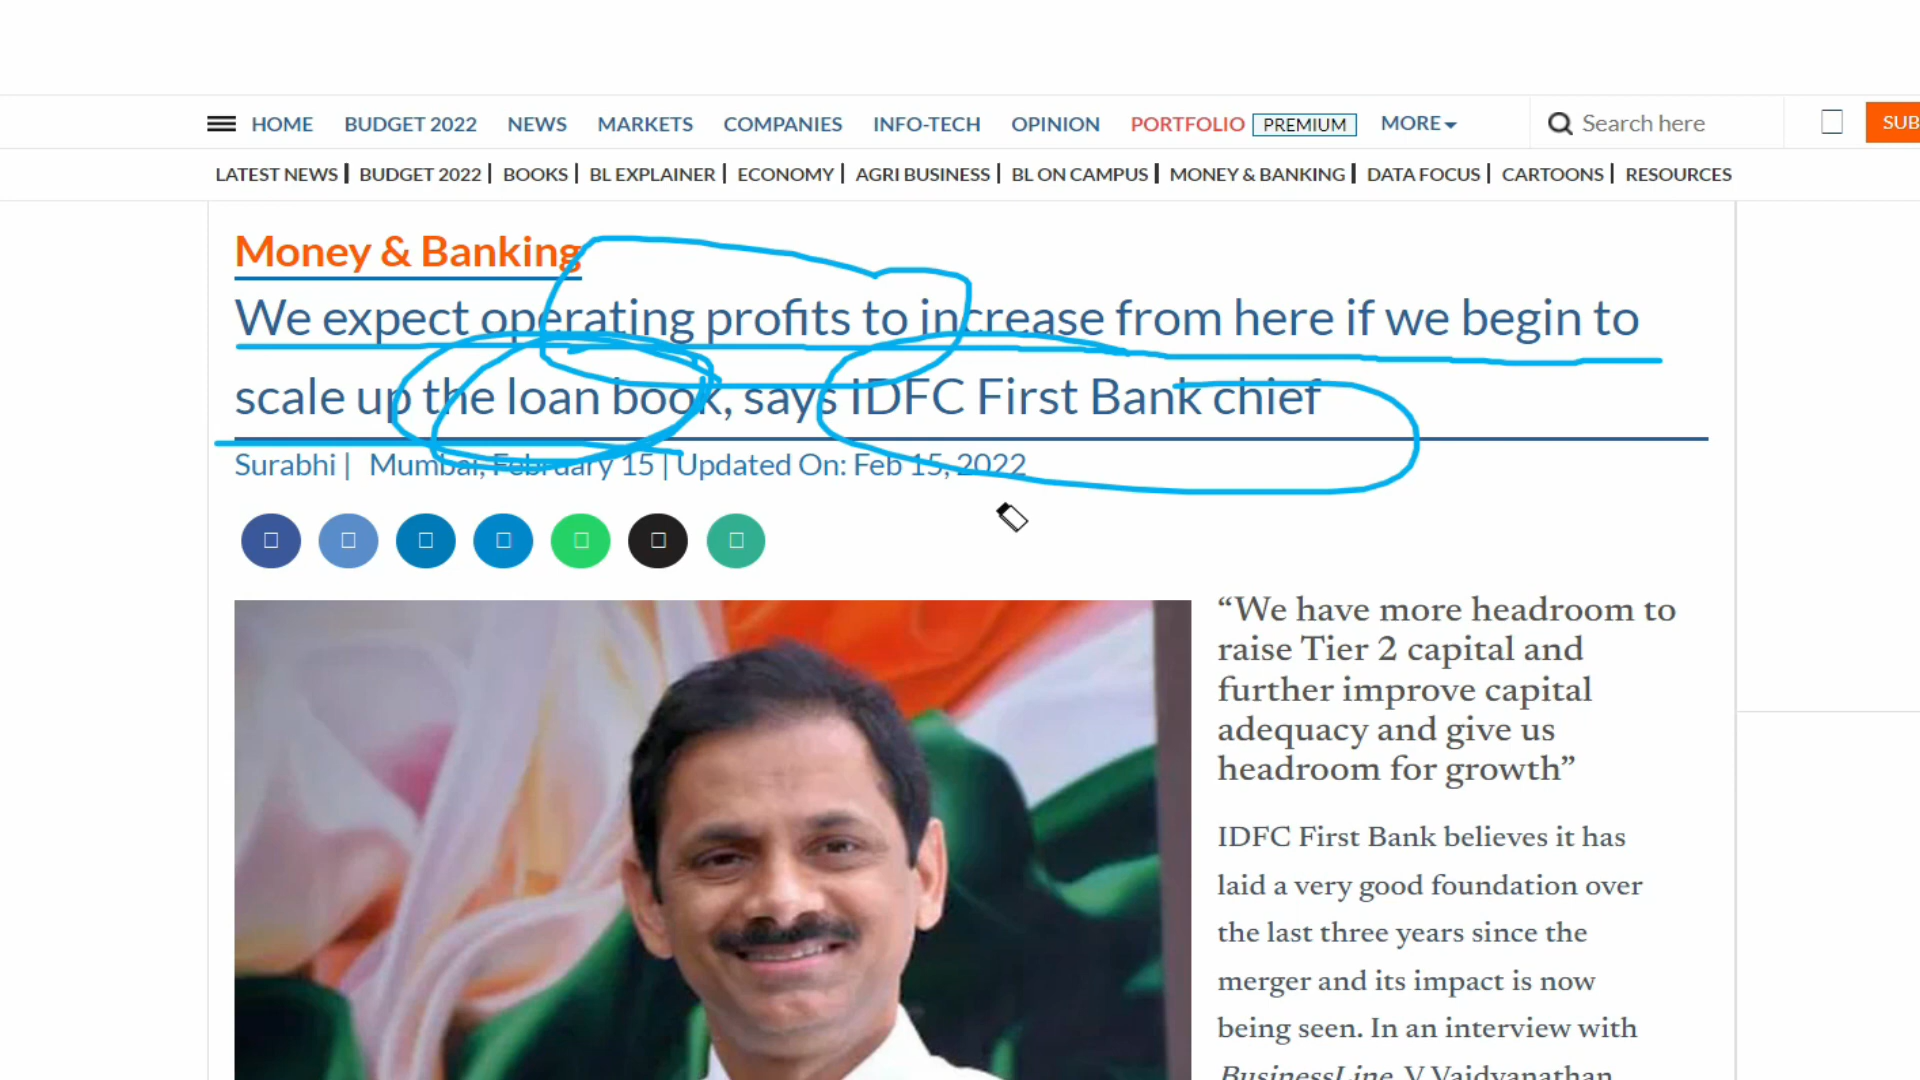 HOME BUDGET 2022 NEWS MARKETS COMPANIES INFO-TECH OPINION PORTFOLIO PREMIUM MORE Search here SUB
LATEST NEWS | BUDGET 2022 | BOOKS | BL EXPLAINER | ECONOMY | AGRI BUSINESS | BL ON CAMPUS | MONEY & BANKING | DATA FOCUS | CARTOONS | RESOURCES
Money & Banking
We expect operating profits to increase from here if we begin to
scale up the loan book, says IDFC First Bank chief
Surabhi | Mumbai, February 15 | Updated On: Feb 15, 2022
“We have more headroom to
raise Tier 2 capital and
further improve capital
adequacy and give us
headroom for growth”
IDFC First Bank believes it has
laid a very good foundation over
the last three years since the
merger and its impact is now
being seen. In an interview with
BusinessLine, V Vaidyanathan,